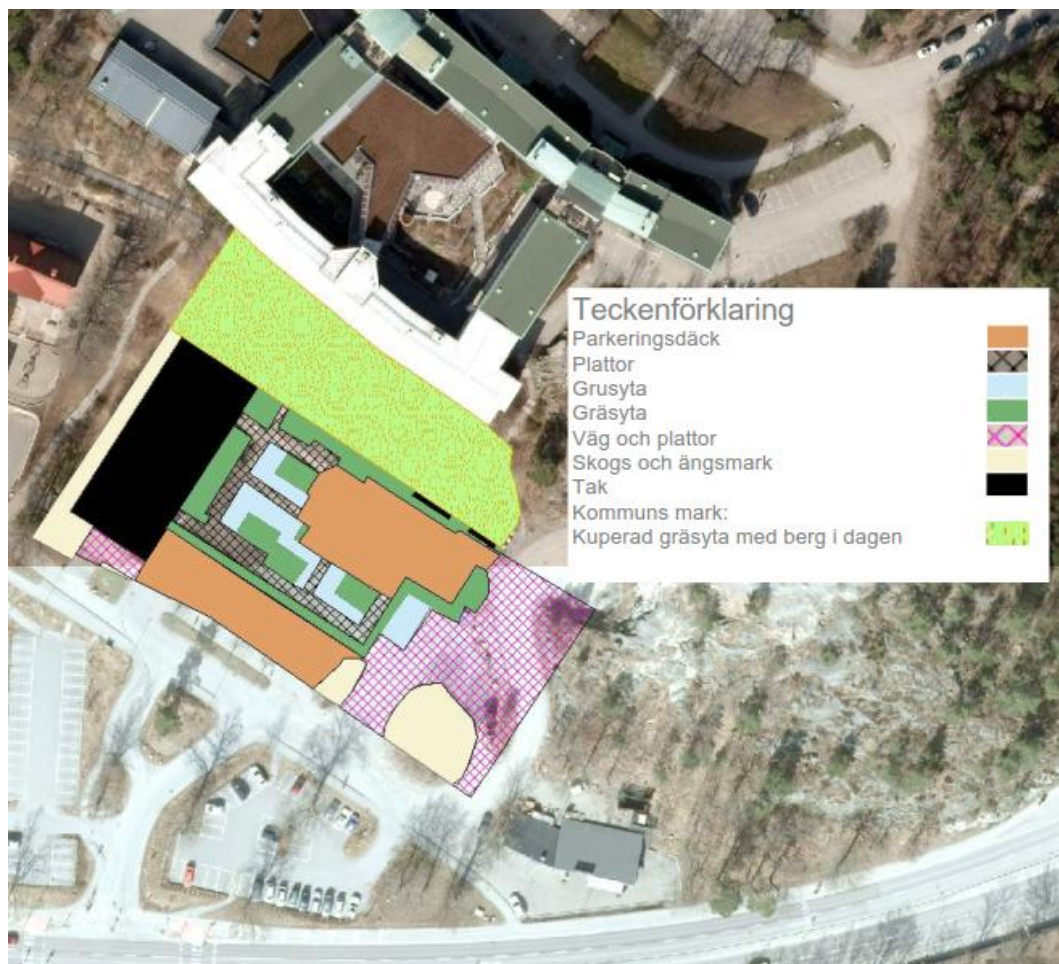 Teckenförklaring
Parkeringsdäck
Plattor
Grusyta
Gräsyta
Väg och plattor
Skogs och ängsmark
Tak
Kommuns mark:
Kuperad gräsyta med berg i dagen